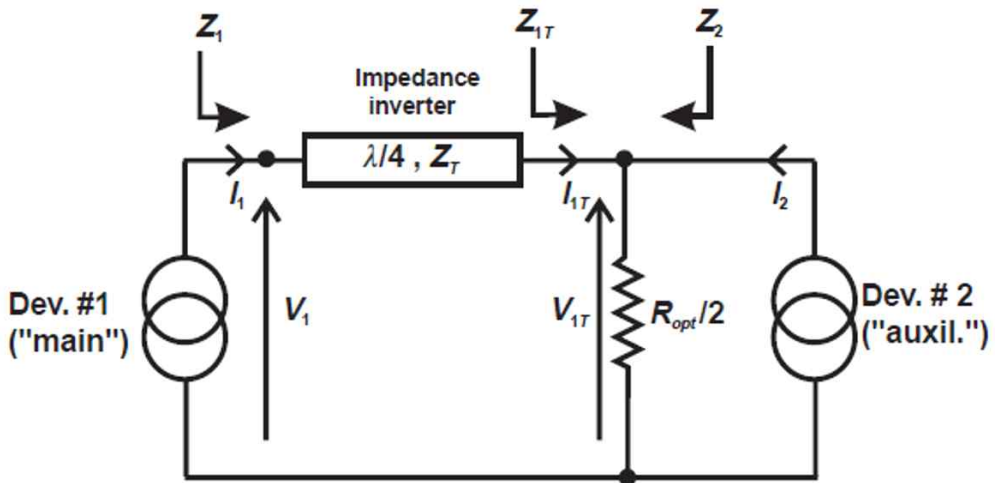 Z1
Z1T
Z2
Impedance
inverter
λ/4 , ZT
I1
I1T
I2
Dev. #1
("main")
V1
V1T
Ropt/2
Dev. # 2
("auxil.")